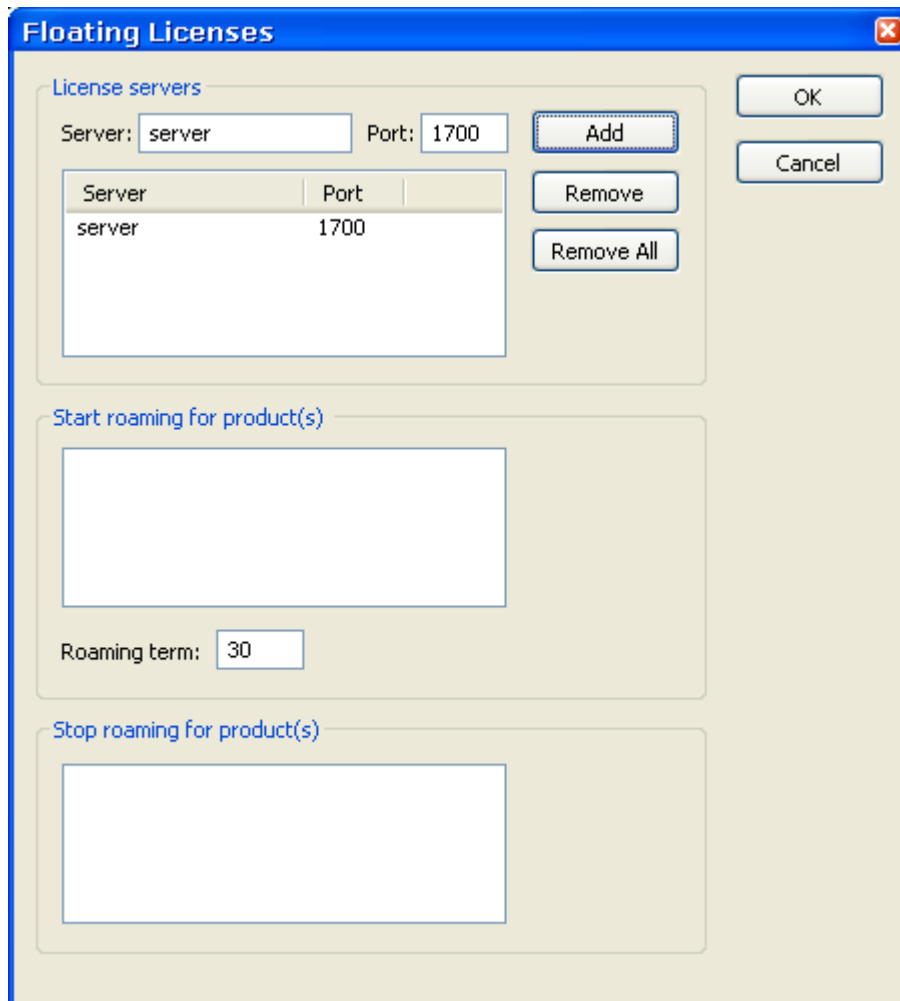 Floating Licenses
License servers
Server: server Port: 1700 Add
OK
Cancel
Server Port
server 1700
Remove
Remove All
Start roaming for product(s)
Roaming term: 30
Stop roaming for product(s)